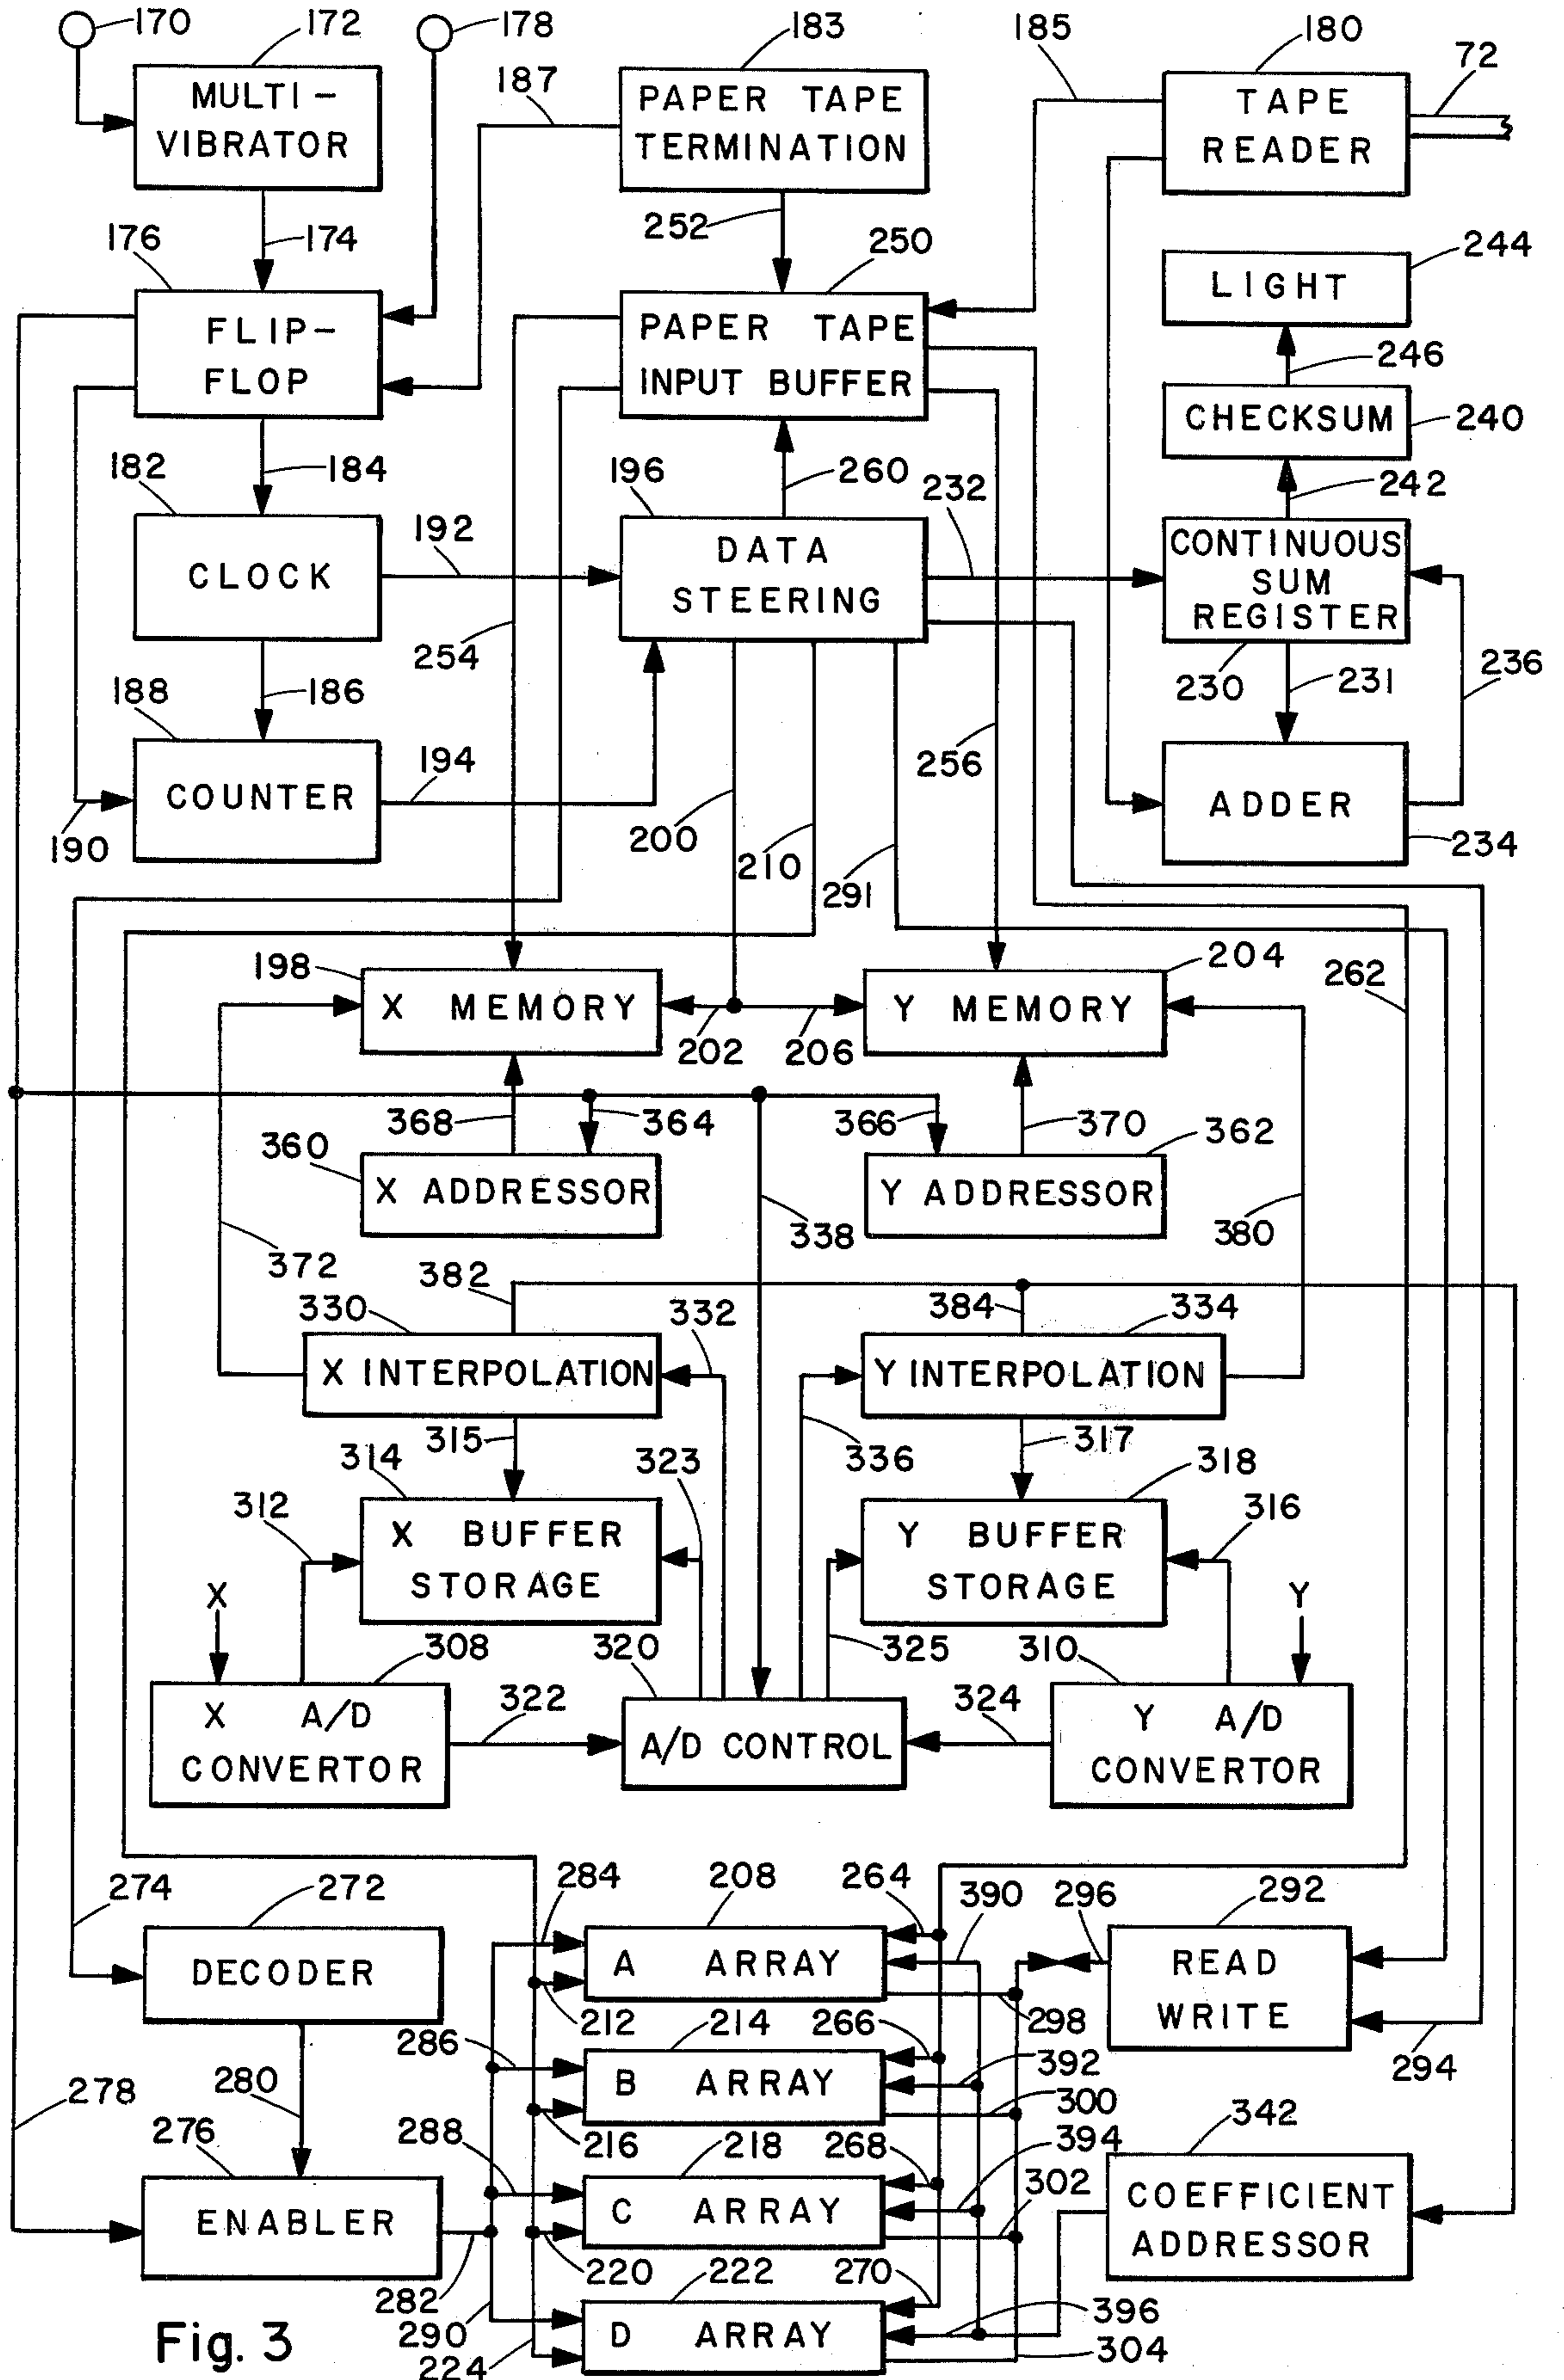 170
172
178
183
185
180
72
MULTI-
VIBRATOR
187
PAPER TAPE
TERMINATION
TAPE
READER
176
174
252
250
244
LIGHT
FLIP-
FLOP
PAPER TAPE
INPUT BUFFER
246
CHECKSUM
240
182
184
196
260
232
242
192
CLOCK
DATA
STEERING
CONTINUOUS
SUM
REGISTER
254
188
186
230
231
236
194
256
COUNTER
ADDER
190
200
210
291
234
198
204
262
X MEMORY
Y MEMORY
202
206
368
364
366
370
362
360
X ADDRESSOR
Y ADDRESSOR
338
380
372
382
330
332
384
334
X INTERPOLATION
Y INTERPOLATION
315
314
323
336
317
318
312
316
X BUFFER
STORAGE
Y BUFFER
STORAGE
X
Y
308
320
325
310
322
324
X A/D
CONVERTOR
A/D CONTROL
Y A/D
CONVERTOR
274
272
284
208
264
390
296
292
DECODER
A ARRAY
READ
WRITE
212
214
266
298
286
392
278
280
B ARRAY
294
300
276
288
216
218
268
394
342
302
ENABLER
C ARRAY
COEFFICIENT
ADDRESSOR
220
222
270
282
396
290
D ARRAY
304
224
Fig. 3